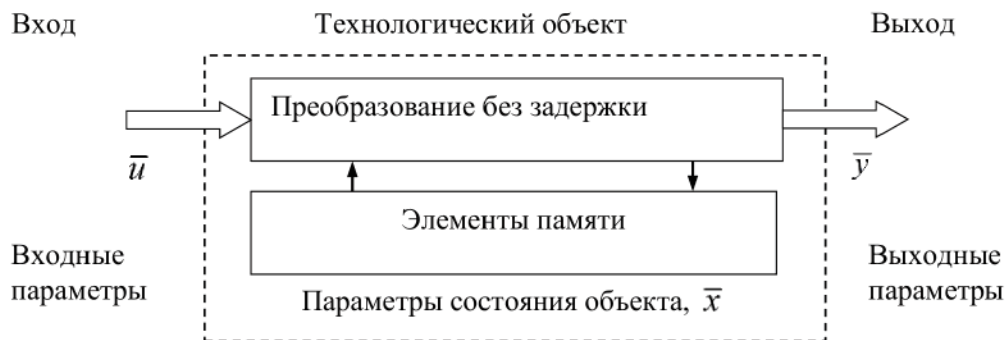 Вход
Технологический объект
Выход
Преобразование без задержки
u̅
y̅
Элементы памяти
Входные
параметры
Выходные
параметры
Параметры состояния объекта, x̅